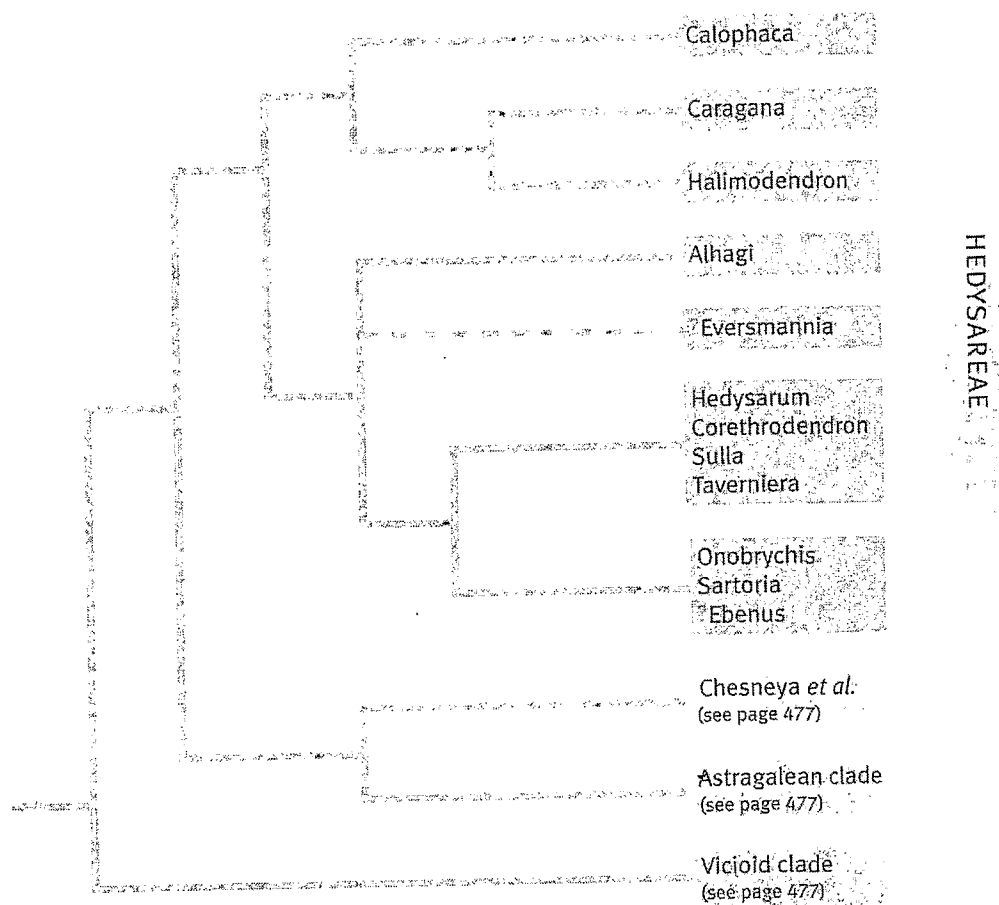 Calophaca
Caragana
Halimodendron
Alhagi
?Eversmannia
Hedysarum
Corethrodendron
Sulla
Taverniera
Onobrychis
Sartoria
Ebenus
HEDYSAREAE
Chesneya et al.
(see page 477)
Astragalean clade
(see page 477)
Vicioid clade
(see page 477)